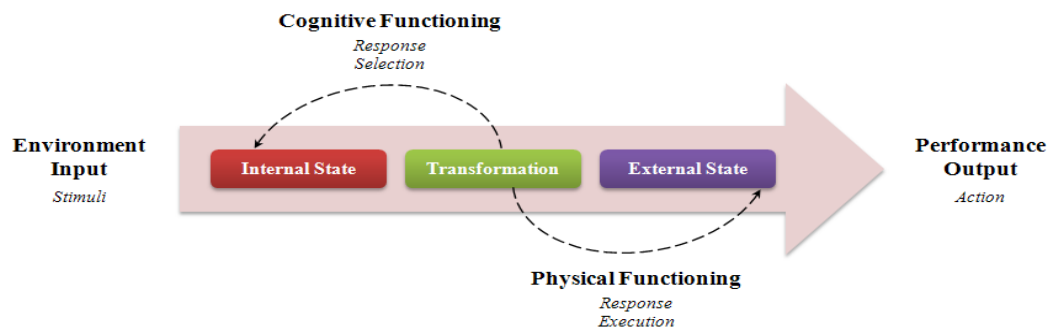 Cognitive Functioning
Response
Selection
Environment
Input
Stimuli
Internal State
Transformation
External State
Performance
Output
Action
Physical Functioning
Response
Execution